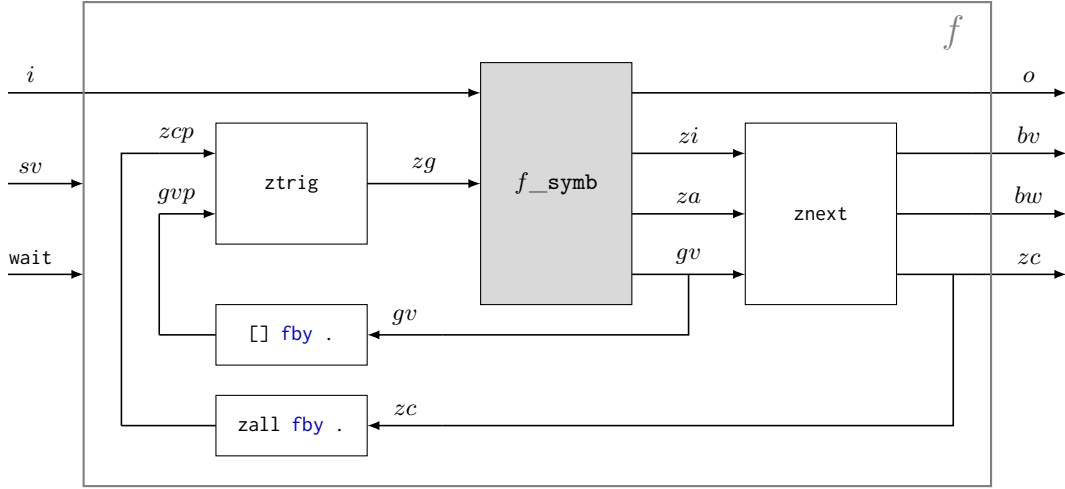 f
i
o
zcp
zi
bv
sv
ztrig
zg
f_symb
znext
gvp
za
bw
wait
gv
zc
[] fby .
gv
zall fby .
zc